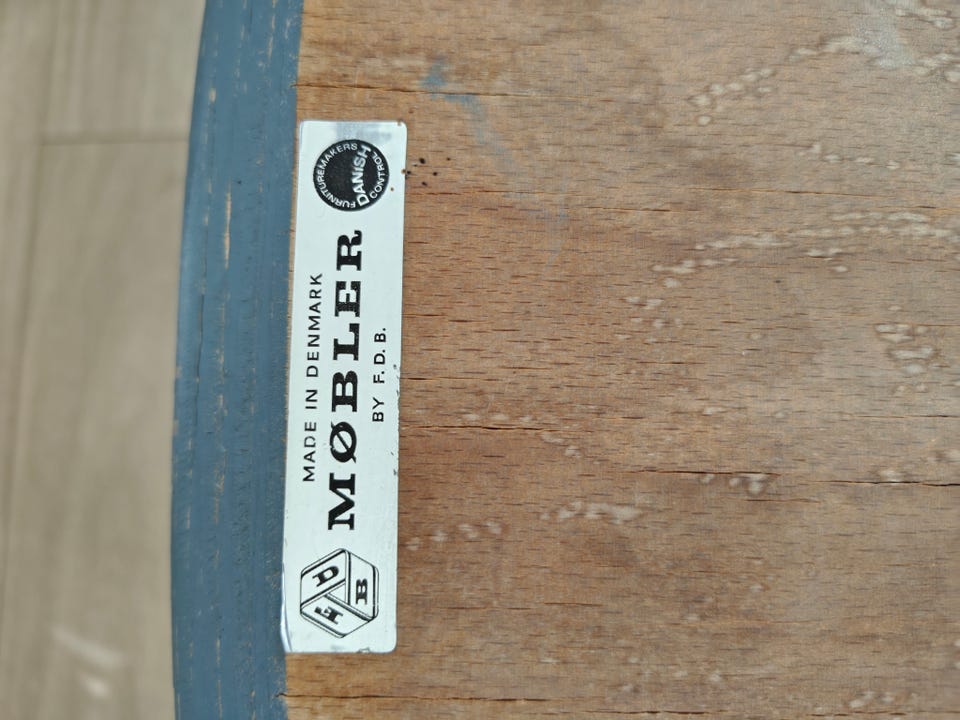 FDB
MADE IN DENMARK
MØBLER
BY F.D.B.
FURNITUREMAKERS
DANISH
CONTROL